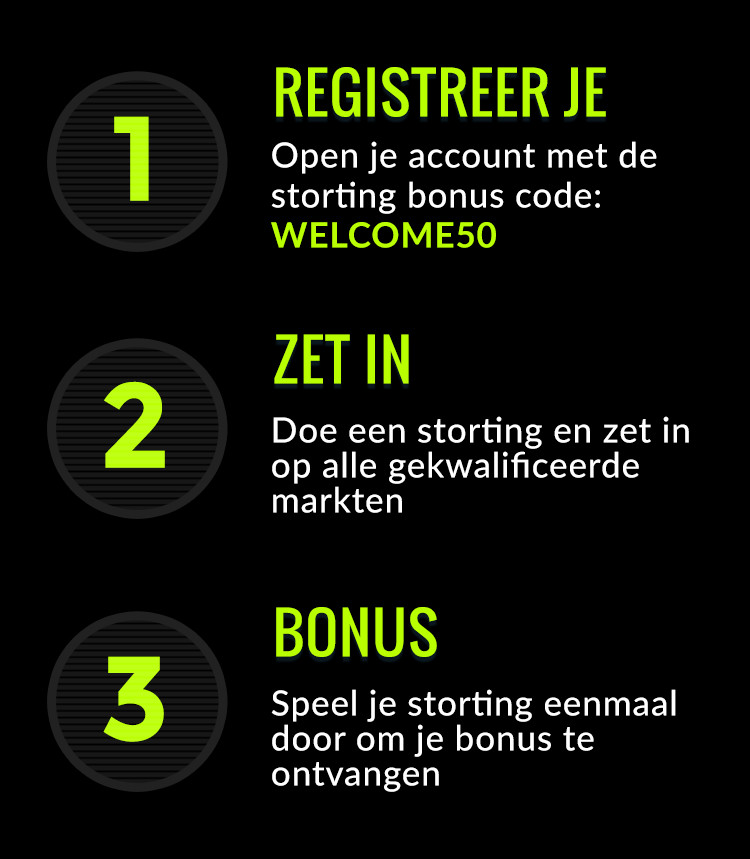 1
REGISTREER JE
Open je account met de
storting bonus code:
WELCOME50
2
ZET IN
Doe een storting en zet in
op alle gekwalificeerde
markten
3
BONUS
Speel je storting eenmaal
door om je bonus te
ontvangen